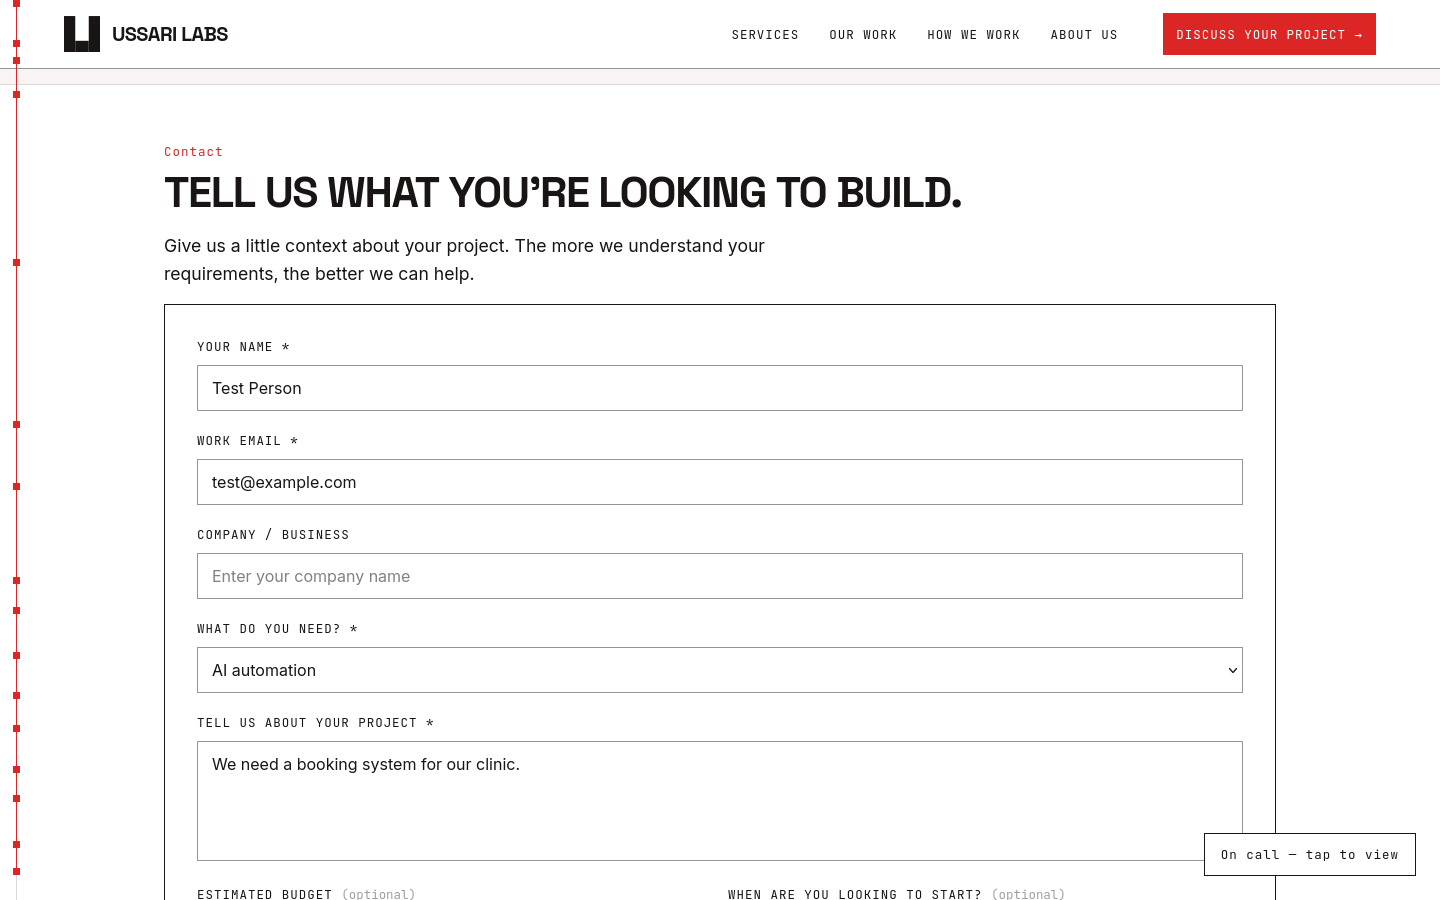 USSARI LABS
SERVICES
OUR WORK
HOW WE WORK
ABOUT US
DISCUSS YOUR PROJECT →
Contact
TELL US WHAT YOU’RE LOOKING TO BUILD.
Give us a little context about your project. The more we understand your
requirements, the better we can help.
YOUR NAME *
Test Person
WORK EMAIL *
test@example.com
COMPANY / BUSINESS
Enter your company name
WHAT DO YOU NEED? *
AI automation
TELL US ABOUT YOUR PROJECT *
We need a booking system for our clinic.
On call — tap to view
ESTIMATED BUDGET (optional)
WHEN ARE YOU LOOKING TO START? (optional)